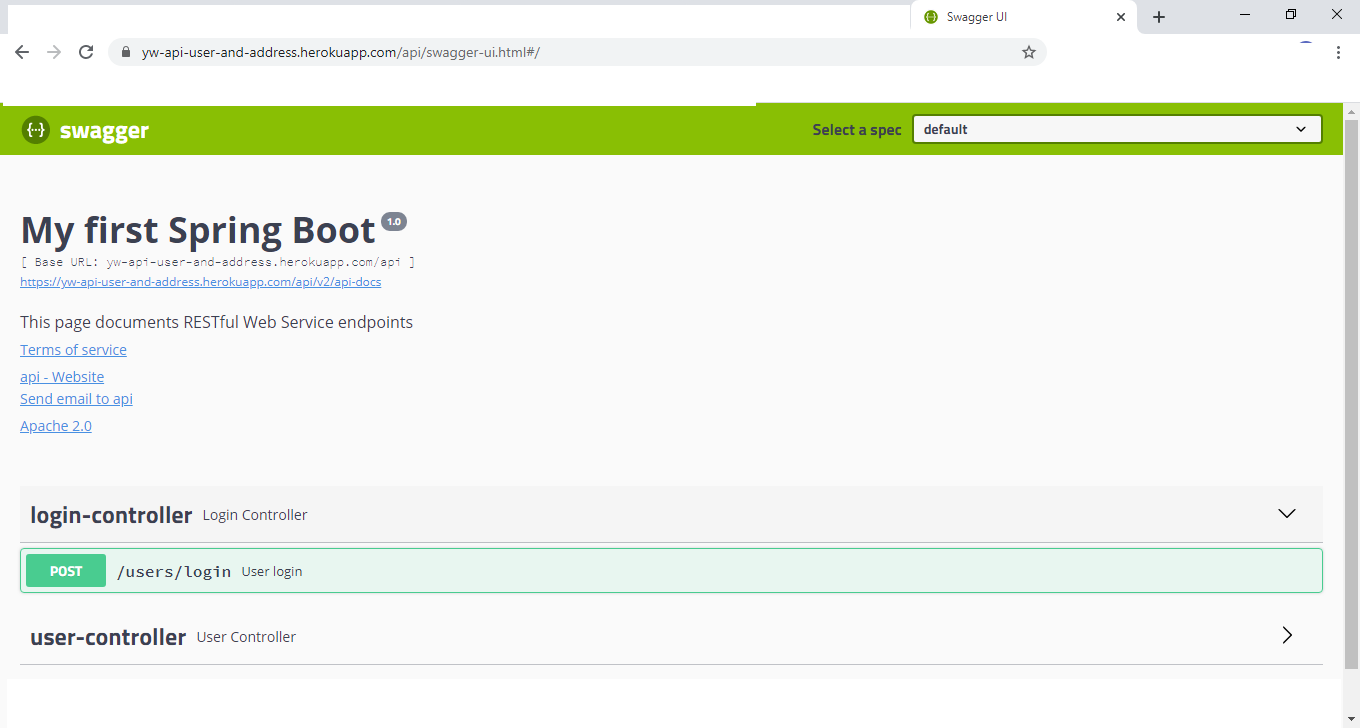 Swagger UI
yw-api-user-and-address.herokuapp.com/api/swagger-ui.html#/
{··} swagger
Select a spec
default
My first Spring Boot 1.0
[ Base URL: yw-api-user-and-address.herokuapp.com/api ]
https://yw-api-user-and-address.herokuapp.com/api/v2/api-docs
This page documents RESTful Web Service endpoints
Terms of service
api - Website
Send email to api
Apache 2.0
login-controller Login Controller
POST /users/login User login
user-controller User Controller